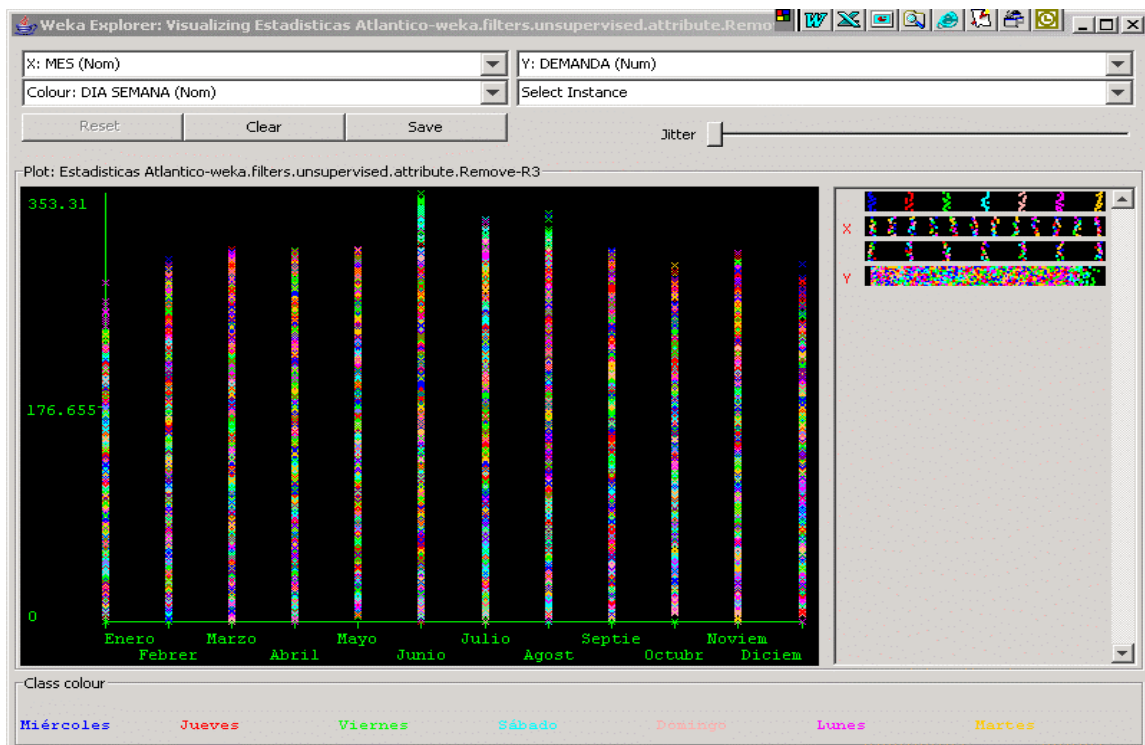 Weka Explorer: Visualizing Estadisticas Atlantico-weka.filters.unsupervised.attribute.Remo
X: MES (Nom) Y: DEMANDA (Num)
Colour: DIA SEMANA (Nom) Select Instance
Reset Clear Save Jitter
Plot: Estadisticas Atlantico-weka.filters.unsupervised.attribute.Remove-R3
353.31
X
Y
176.655
0
Enero Marzo Mayo Julio Septie Noviem
Febrer Abril Junio Agost Octubr Diciem
Class colour
Miércoles Jueves Viernes Sábado Domingo Lunes Martes